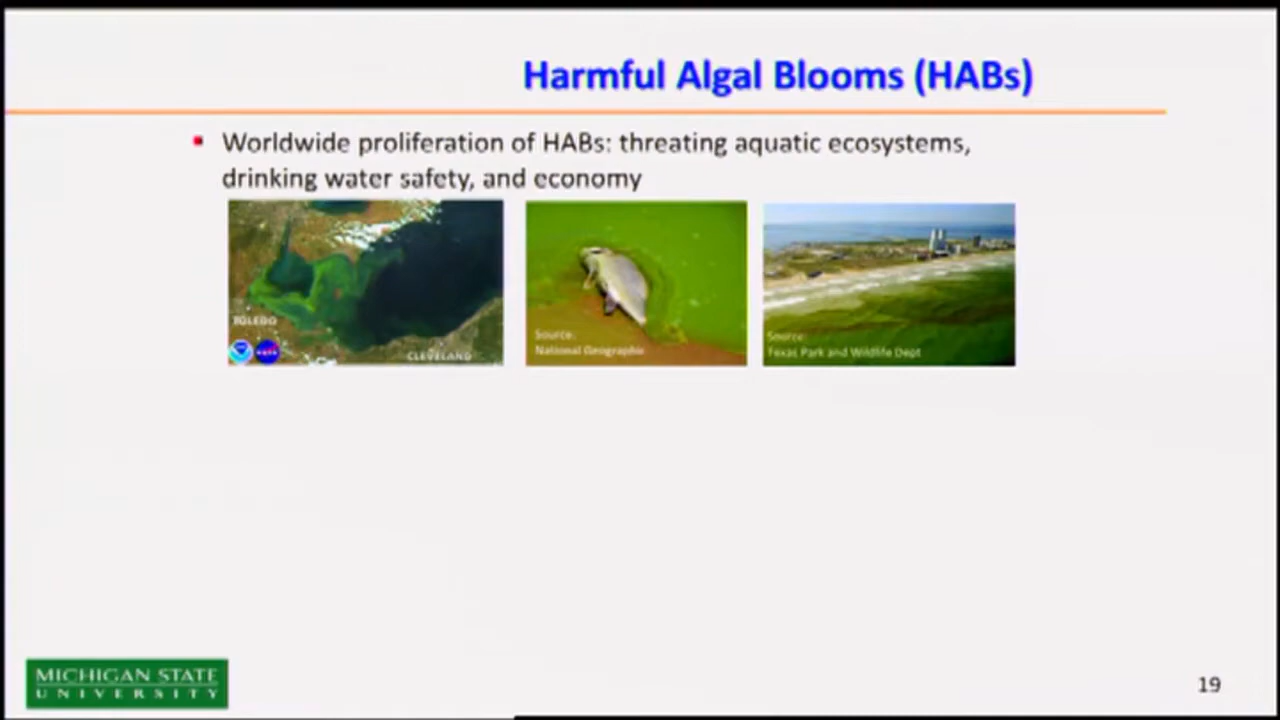 Harmful Algal Blooms (HABs)
Worldwide proliferation of HABs: threating aquatic ecosystems,
drinking water safety, and economy
TOLEDO
CLEVELAND
Source:
National Geographic
Source:
Texas Park and Wildlife Dept
MICHIGAN STATE
UNIVERSITY
19